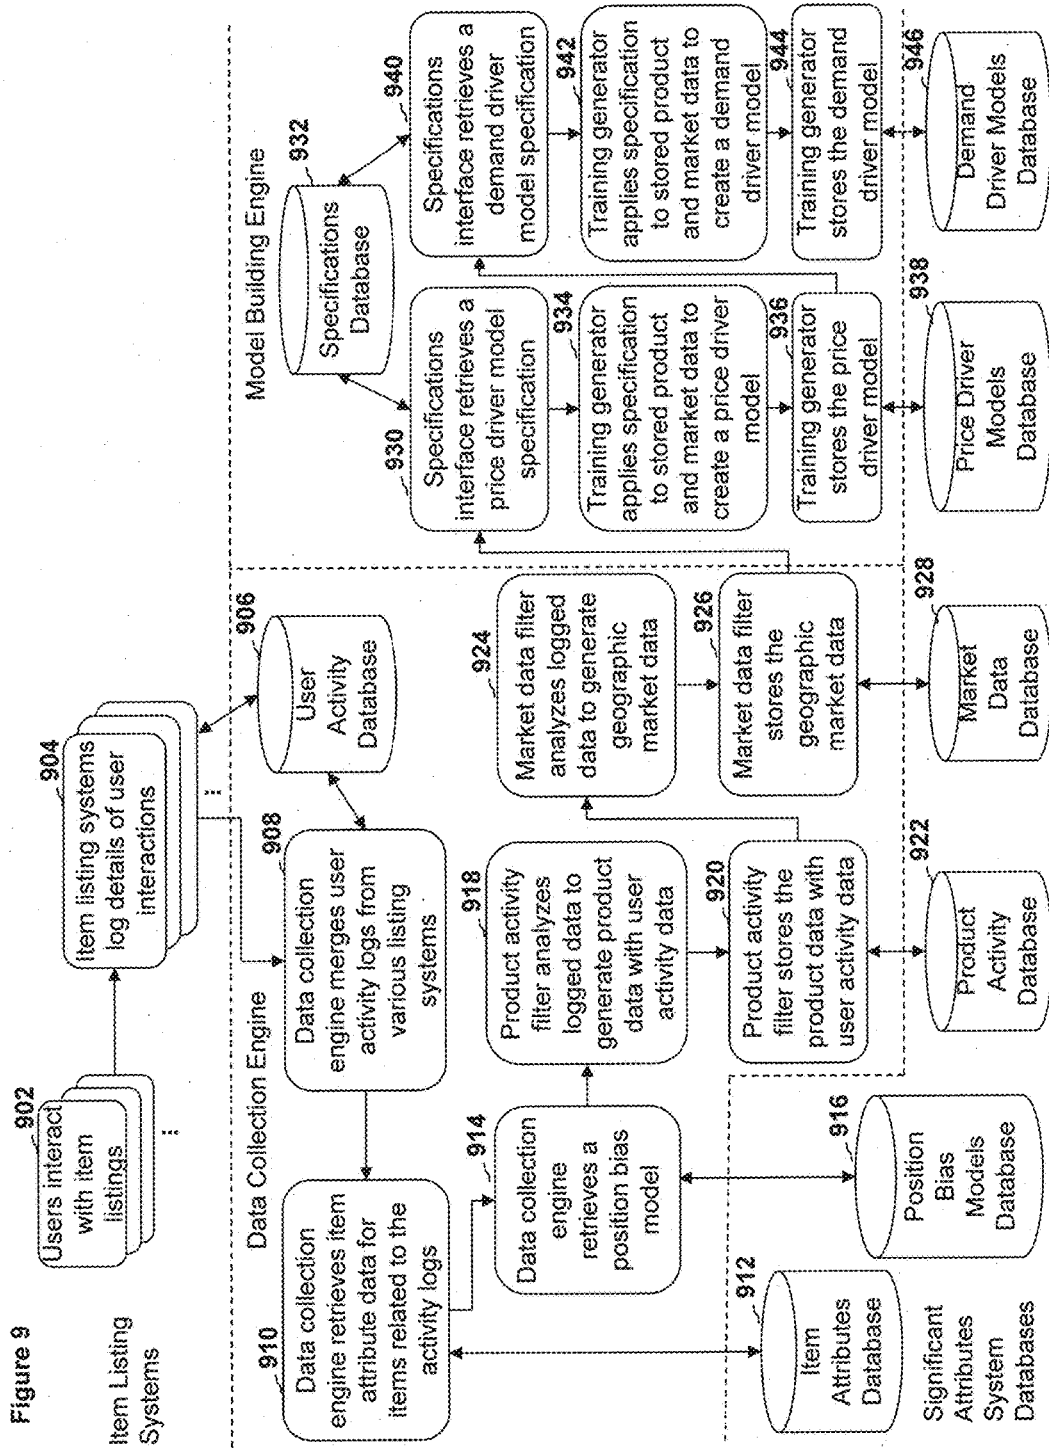 Figure 9
Item Listing
Systems
902
Users interact
with item
listings
...
904
Item listing systems
log details of user
interactions
...
Data Collection Engine
906
User
Activity
Database
908
Data collection
engine merges user
activity logs from
various listing
systems
910
Data collection
engine retrieves item
attribute data for
items related to the
activity logs
912
Item
Attributes
Database
914
Data collection
engine
retrieves a
position bias
model
916
Position
Bias
Models
Database
918
Product activity
filter analyzes
logged data to
generate product
data with user
activity data
920
Product activity
filter stores the
product data with
user activity data
922
Product
Activity
Database
924
Market data filter
analyzes logged
data to generate
geographic
market data
926
Market data filter
stores the
geographic
market data
928
Market
Data
Database
Model Building Engine
932
Specifications
Database
930
Specifications
interface retrieves a
price driver model
specification
934
Training generator
applies specification
to stored product
and market data to
create a price driver
model
936
Training generator
stores the price
driver model
938
Price Driver
Models
Database
940
Specifications
interface retrieves a
demand driver
model specification
942
Training generator
applies specification
to stored product
and market data to
create a demand
driver model
944
Training generator
stores the demand
driver model
946
Demand
Driver Models
Database
Significant
Attributes
System
Databases